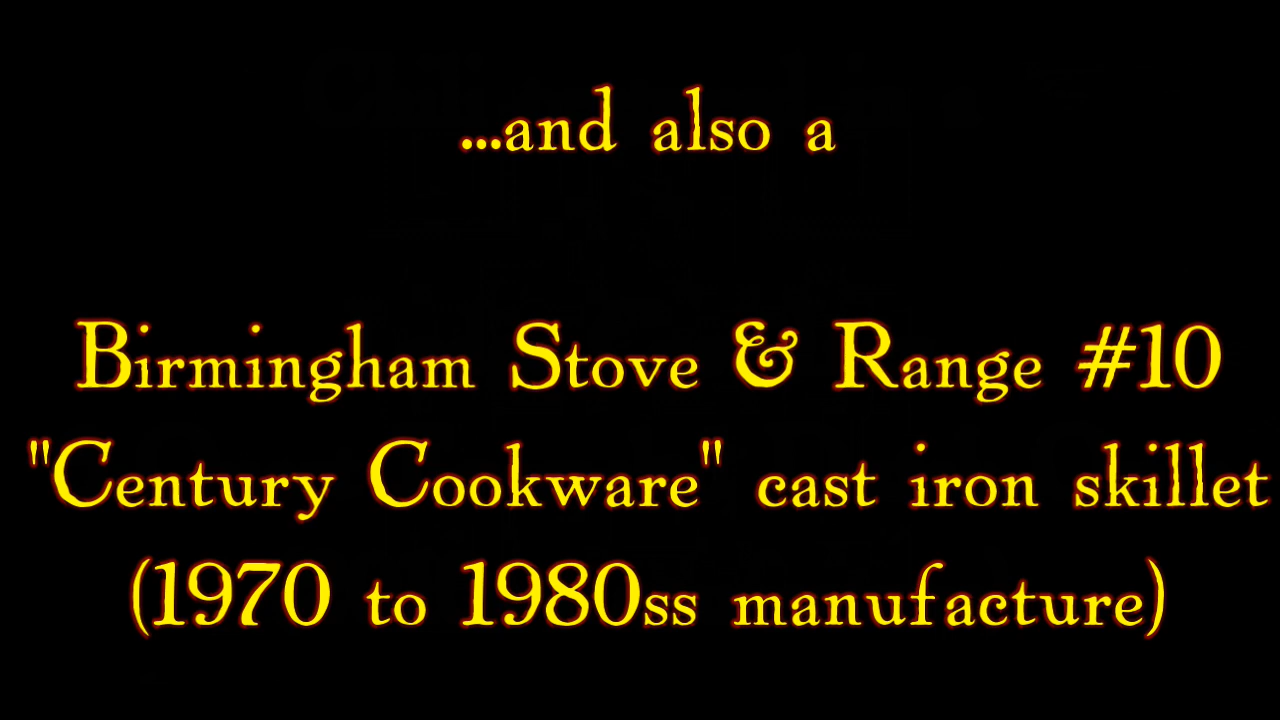 ...and also a
Birmingham Stove & Range #10
"Century Cookware" cast iron skillet
(1970 to 1980ss manufacture)